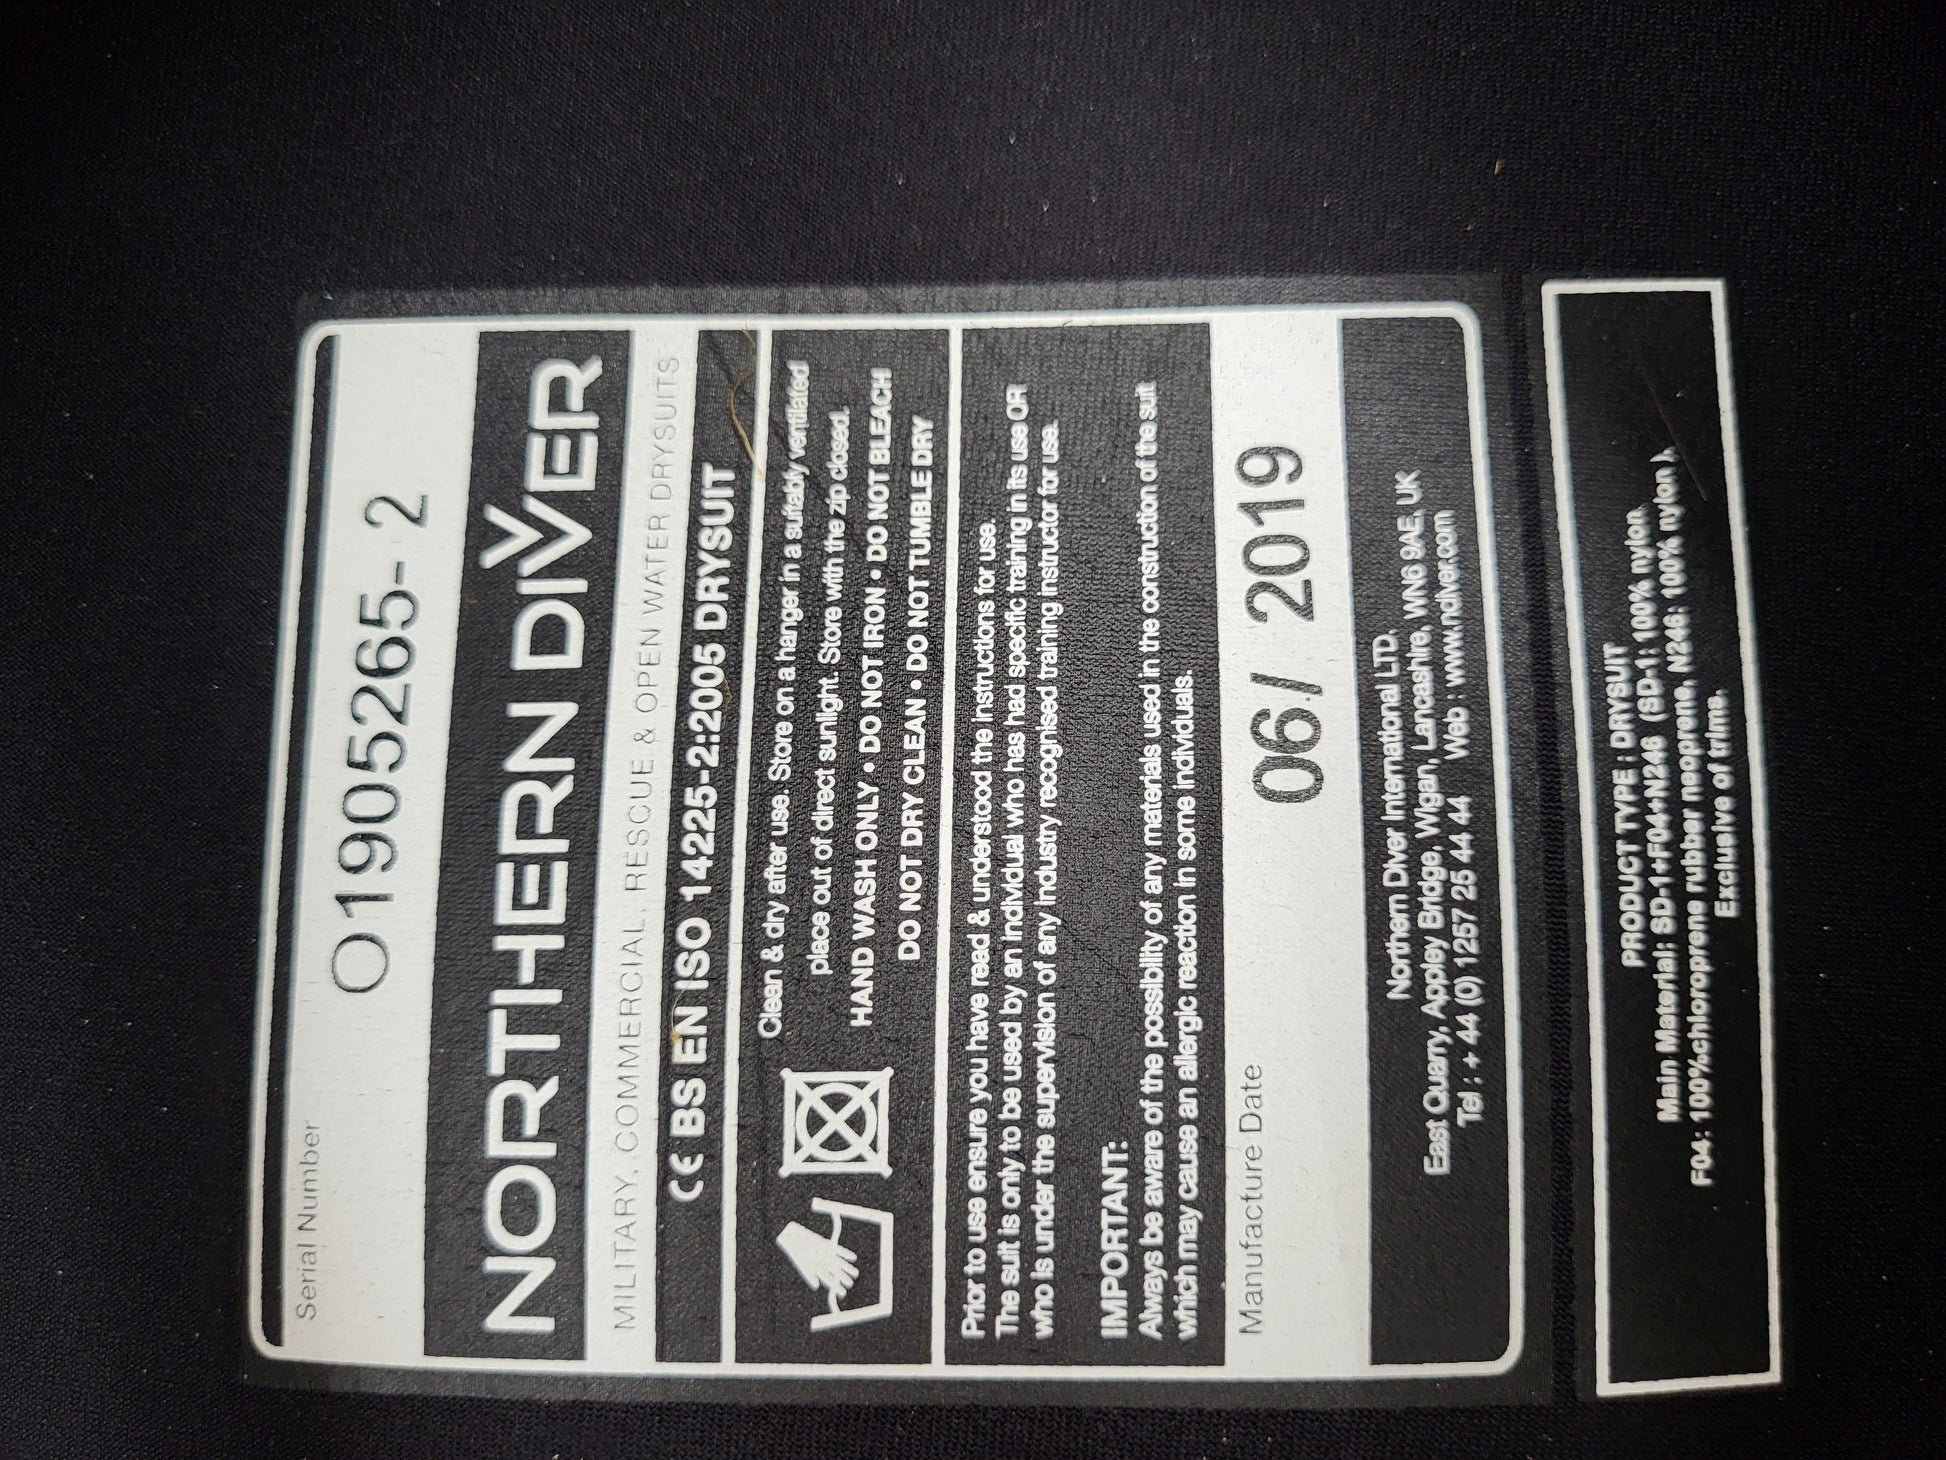 Serial Number
O1905265-2
NORTHERN DIVER
MILITARY, COMMERCIAL, RESCUE & OPEN WATER DRYSUITS
CE BS EN ISO 14225-2:2005 DRYSUIT
Clean & dry after use. Store on a hanger in a suitably ventilated
place out of direct sunlight. Store with the zip closed.
HAND WASH ONLY • DO NOT IRON • DO NOT BLEACH
DO NOT DRY CLEAN • DO NOT TUMBLE DRY
Prior to use ensure you have read & understood the instructions for use.
The suit is only to be used by an individual who has had specific training in its use OR
who is under the supervision of any industry recognised training instructor for use.
IMPORTANT:
Always be aware of the possibility of any materials used in the construction of the suit
which may cause an allergic reaction in some individuals.
Manufacture Date
06/ 2019
Northern Diver International LTD.
East Quarry, Appley Bridge, Wigan, Lancashire, WN6 9AE, UK
Tel : + 44 (0) 1257 25 44 44 Web : www.ndiver.com
PRODUCT TYPE : DRYSUIT
Main Material: SD-1+F04+N246 (SD-1: 100% nylon,
F04: 100%chloroprene rubbar neoprene, N246: 100% nylon ).
Exclusive of trims.